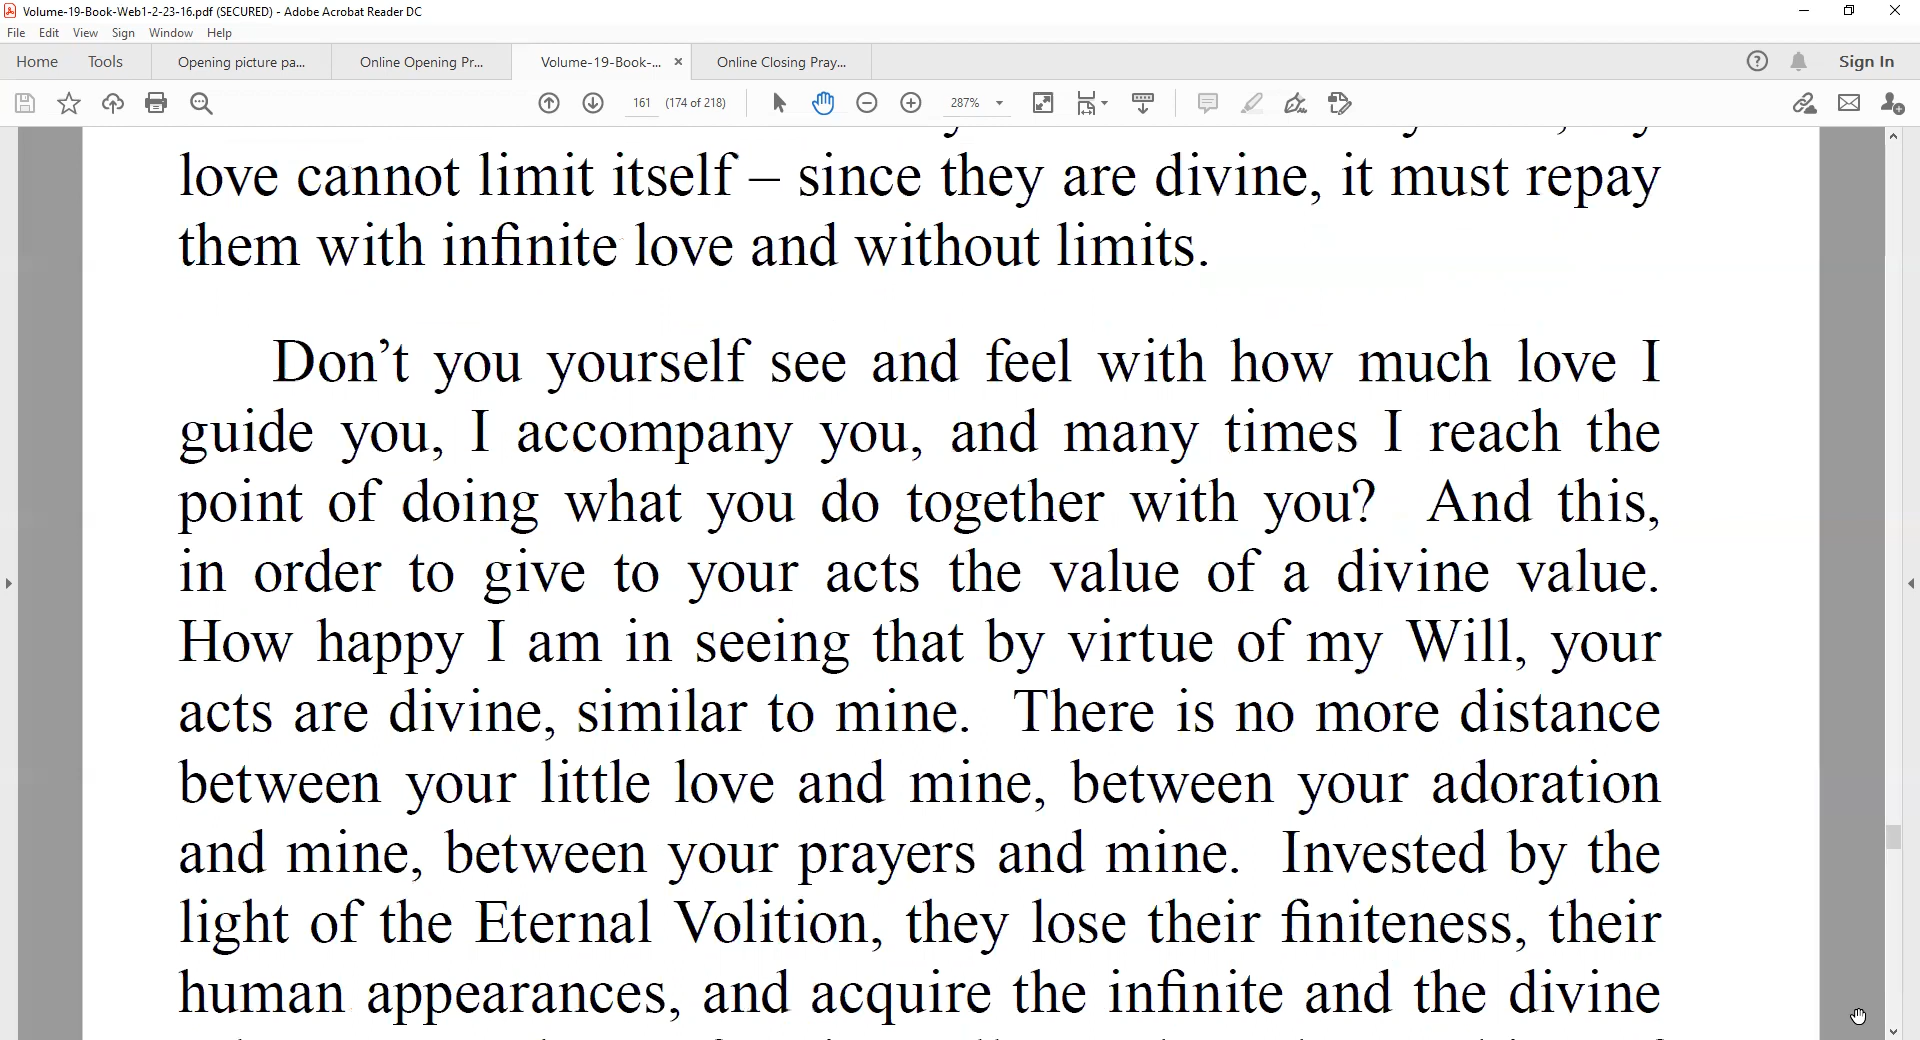 Volume-19-Book-Web1-2-23-16.pdf (SECURED) - Adobe Acrobat Reader DC
File Edit View Sign Window Help
Home Tools Opening picture pa... Online Opening Pr... Volume-19-Book-... × Online Closing Pray... Sign In
161 (174 of 218) 287%
love cannot limit itself – since they are divine, it must repay
them with infinite love and without limits.
Don’t you yourself see and feel with how much love I
guide you, I accompany you, and many times I reach the
point of doing what you do together with you? And this,
in order to give to your acts the value of a divine value.
How happy I am in seeing that by virtue of my Will, your
acts are divine, similar to mine. There is no more distance
between your little love and mine, between your adoration
and mine, between your prayers and mine. Invested by the
light of the Eternal Volition, they lose their finiteness, their
human appearances, and acquire the infinite and the divine